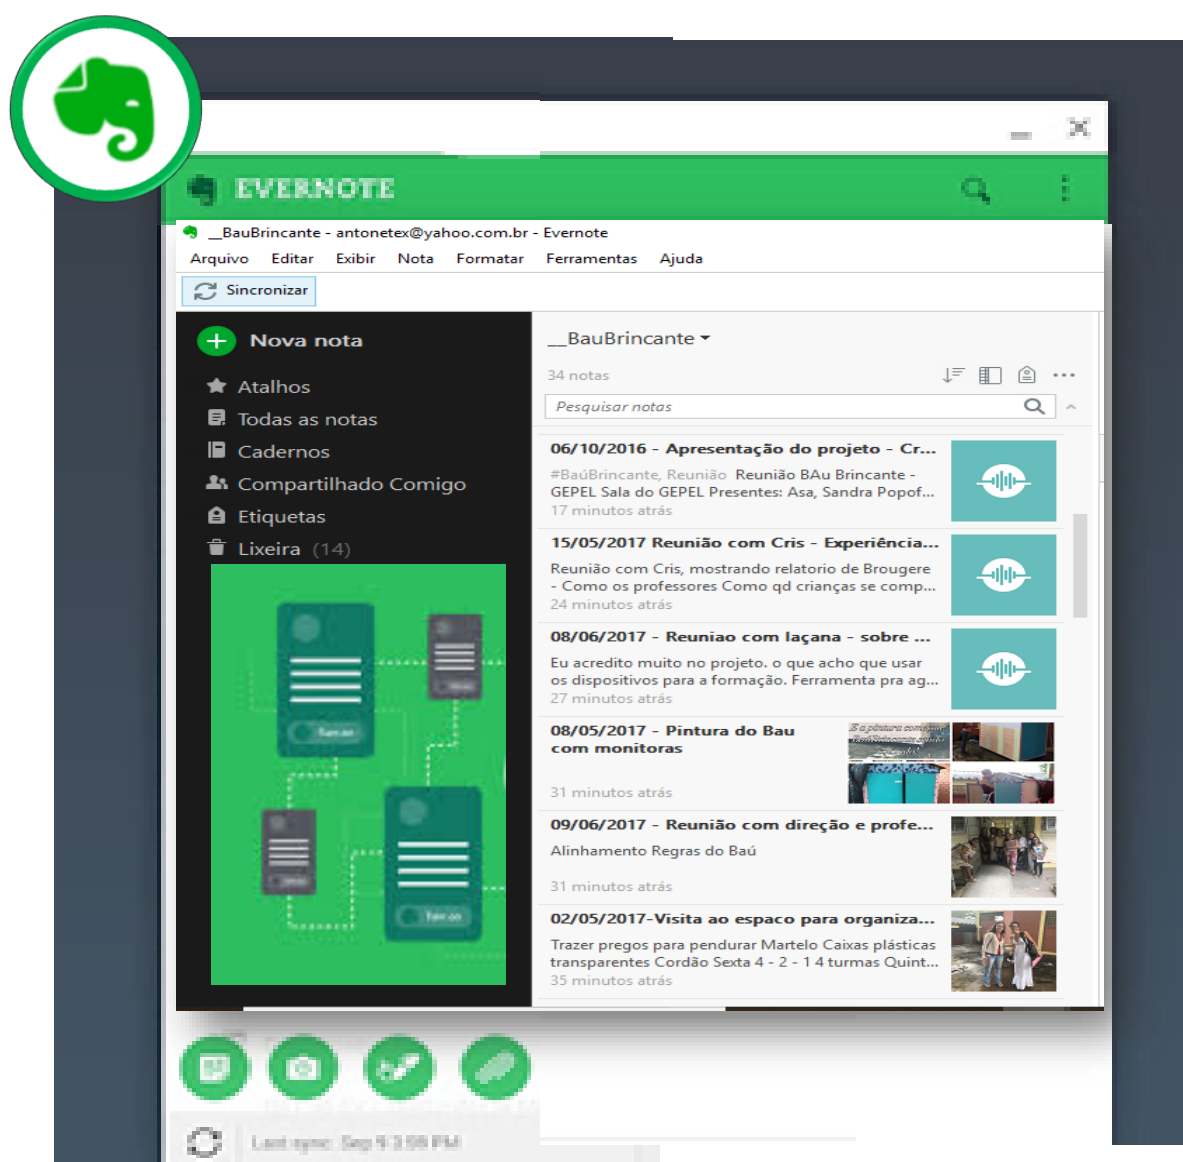 EVERNOTE
__BauBrincante - antonetex@yahoo.com.br - Evernote
Arquivo Editar Exibir Nota Formatar Ferramentas Ajuda
Sincronizar
Nova nota
Atalhos
Todas as notas
Cadernos
Compartilhado Comigo
Etiquetas
Lixeira (14)
__BauBrincante
34 notas
Pesquisar notas
06/10/2016 - Apresentação do projeto - Cr...
#BaúBrincante, Reunião Reunião BAu Brincante -
GEPEL Sala do GEPEL Presentes: Asa, Sandra Popof...
17 minutos atrás
15/05/2017 Reunião com Cris - Experiência...
Reunião com Cris, mostrando relatorio de Brougere
- Como os professores Como qd crianças se comp...
24 minutos atrás
08/06/2017 - Reuniao com laçana - sobre ...
Eu acredito muito no projeto. o que acho que usar
os dispositivos para a formação. Ferramenta pra ag...
27 minutos atrás
08/05/2017 - Pintura do Bau
com monitoras
31 minutos atrás
09/06/2017 - Reunião com direção e profe...
Alinhamento Regras do Baú
31 minutos atrás
02/05/2017-Visita ao espaco para organiza...
Trazer pregos para pendurar Martelo Caixas plásticas
transparentes Cordão Sexta 4 - 2 - 1 4 turmas Quint...
35 minutos atrás
Last sync: Sep 9 3:59 PM